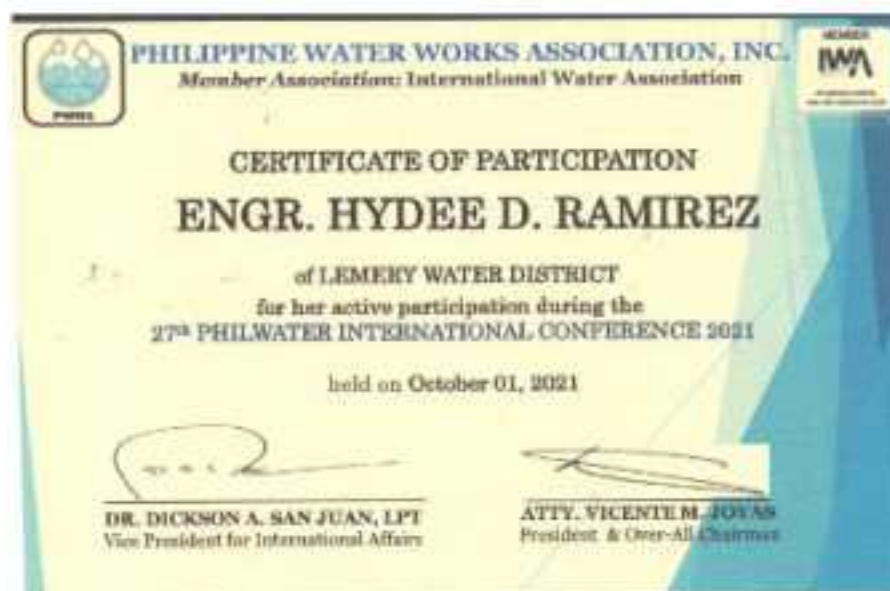 PHILIPPINE WATER WORKS ASSOCIATION, INC.
Member Association: International Water Association
PWWA
MEMBER
IWA
CERTIFICATE OF PARTICIPATION
ENGR. HYDEE D. RAMIREZ
of LEMERY WATER DISTRICT
for her active participation during the
27th PHILWATER INTERNATIONAL CONFERENCE 2021
held on October 01, 2021
DR. DICKSON A. SAN JUAN, LPT
Vice President for International Affairs
ATTY. VICENTE M. JOYAS
President & Over-All Chairman